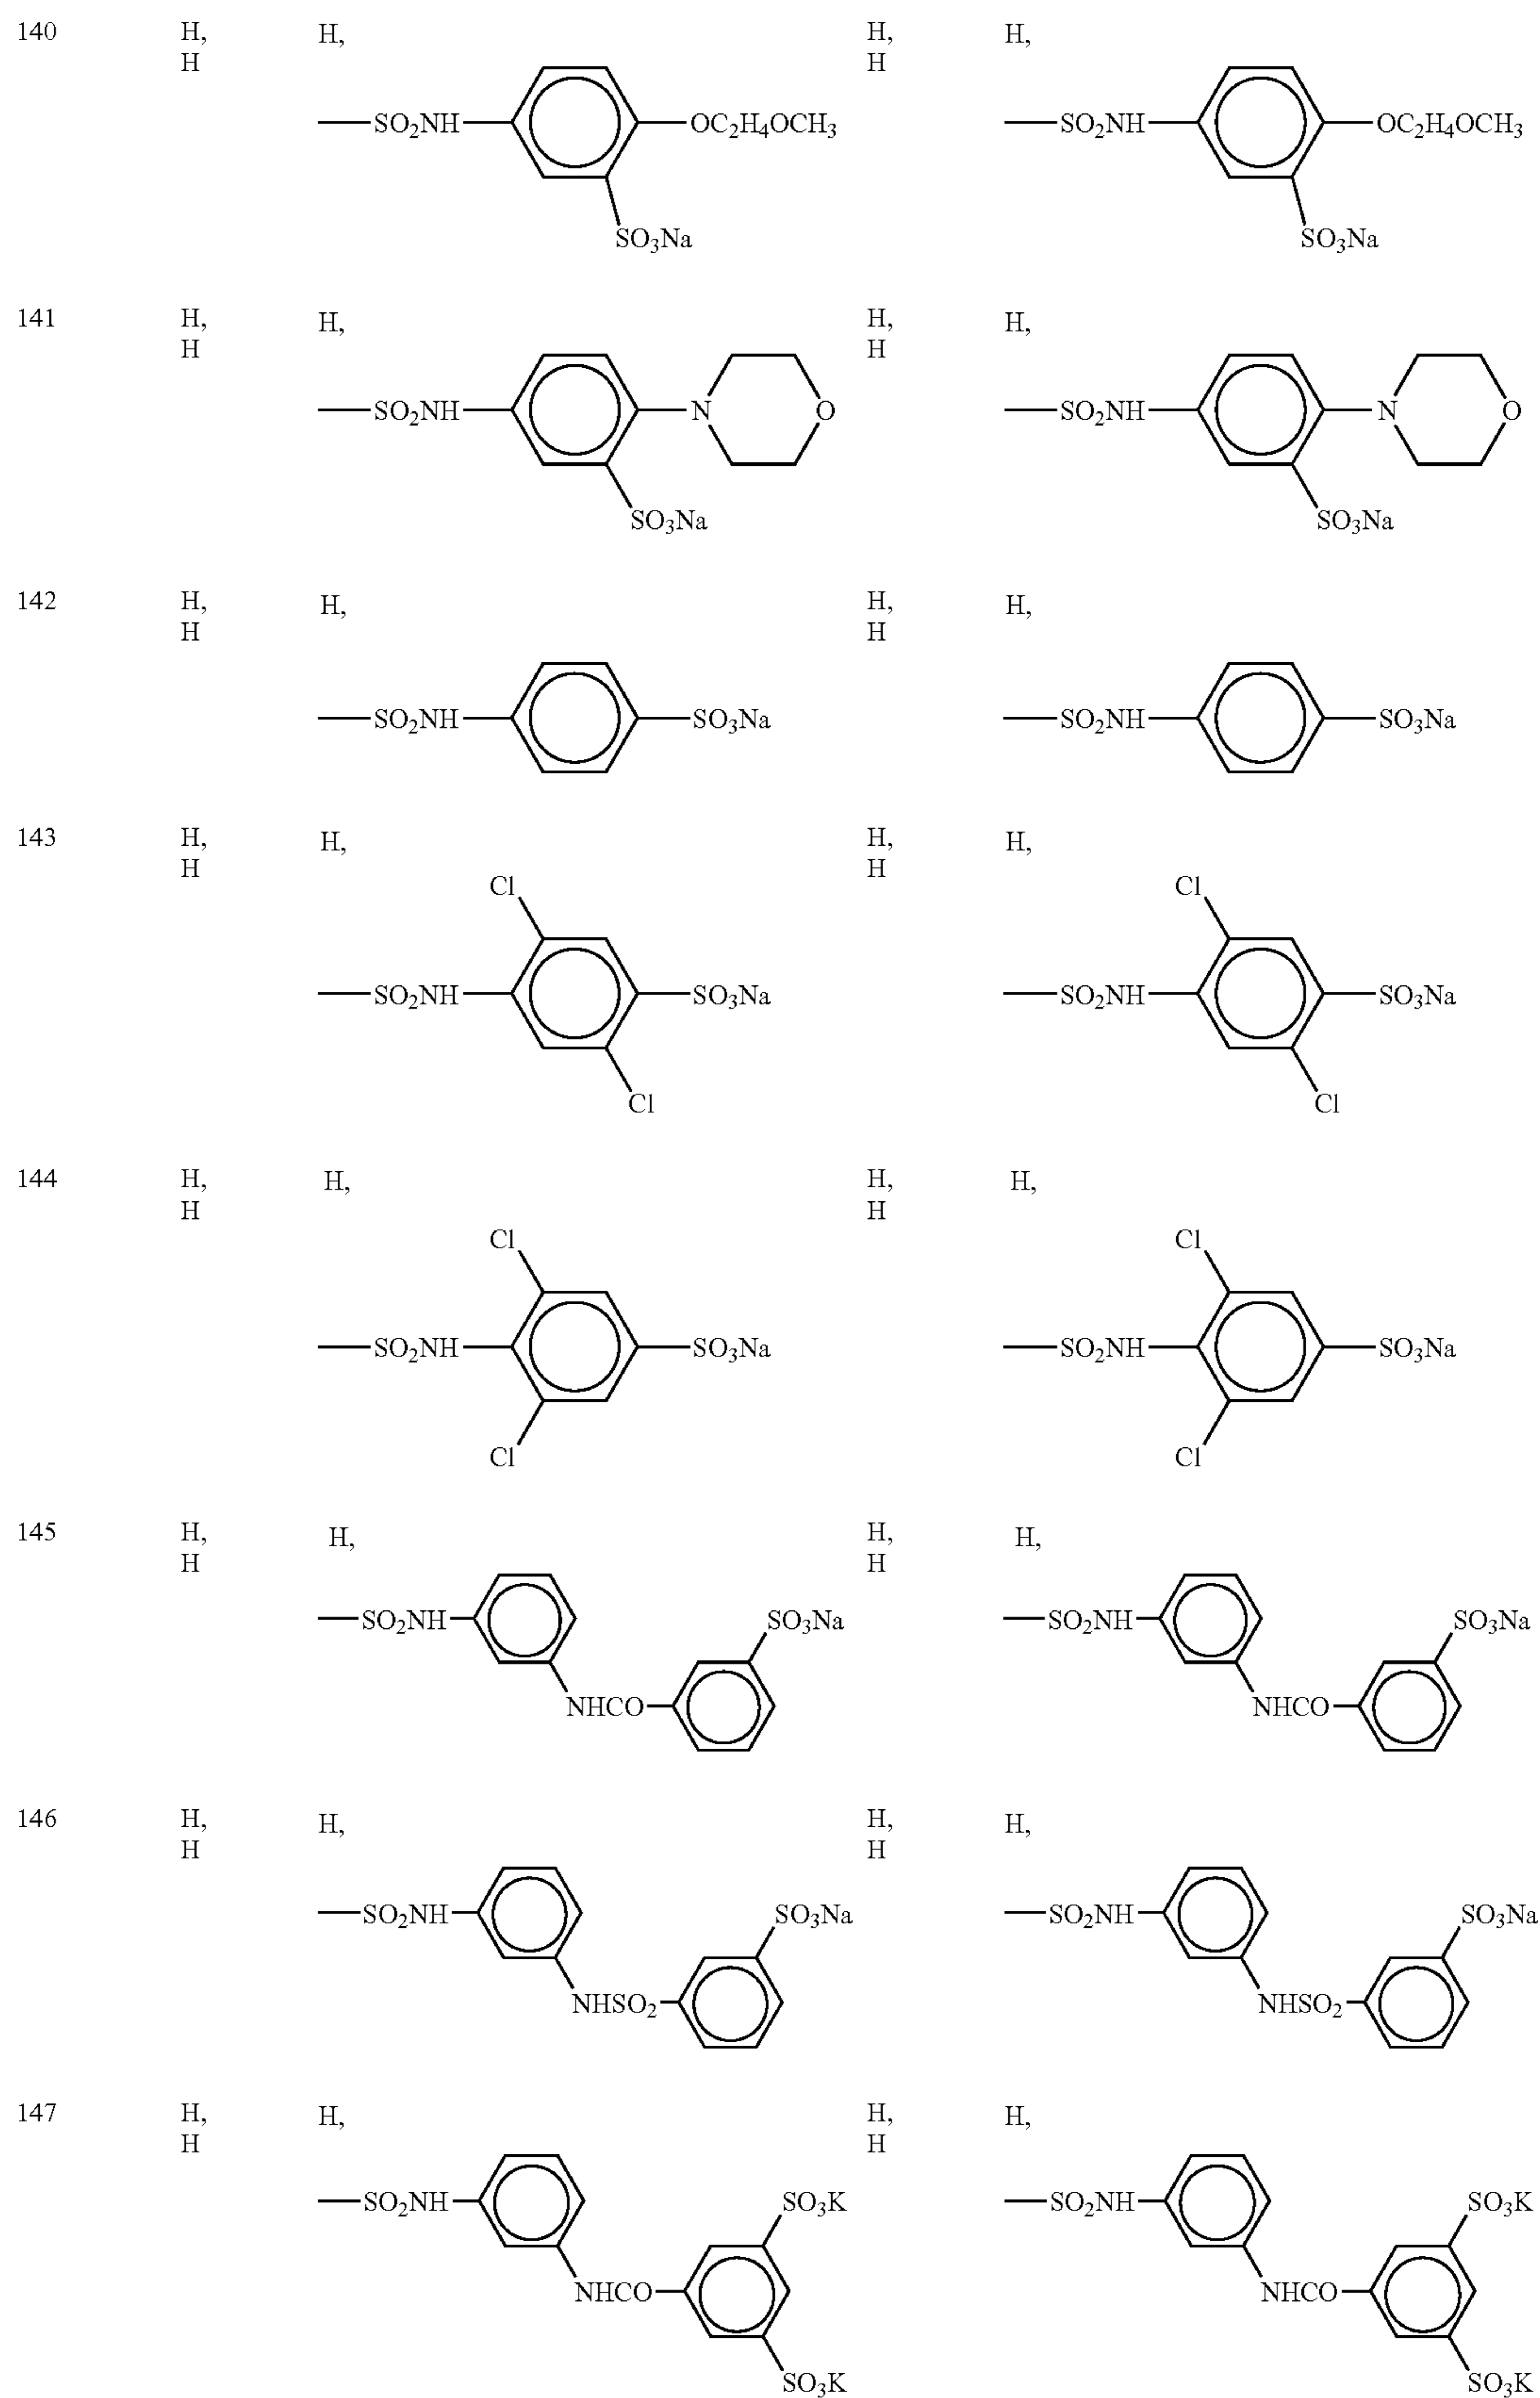 140 H, H, H, H,
H H
—SO₂NH— OC₂H₄OCH₃ —SO₂NH— OC₂H₄OCH₃
SO₃Na SO₃Na
141 H, H, H, H,
H H
—SO₂NH— N O —SO₂NH— N O
SO₃Na SO₃Na
142 H, H, H, H,
H H
—SO₂NH— SO₃Na —SO₂NH— SO₃Na
143 H, H, H, H,
H H
Cl Cl
—SO₂NH— SO₃Na —SO₂NH— SO₃Na
Cl Cl
144 H, H, H, H,
H H
Cl Cl
—SO₂NH— SO₃Na —SO₂NH— SO₃Na
Cl Cl
145 H, H, H, H,
H H
—SO₂NH— SO₃Na —SO₂NH— SO₃Na
NHCO— NHCO—
146 H, H, H, H,
H H
—SO₂NH— SO₃Na —SO₂NH— SO₃Na
NHSO₂— NHSO₂—
147 H, H, H, H,
H H
—SO₂NH— SO₃K —SO₂NH— SO₃K
NHCO— NHCO—
SO₃K SO₃K